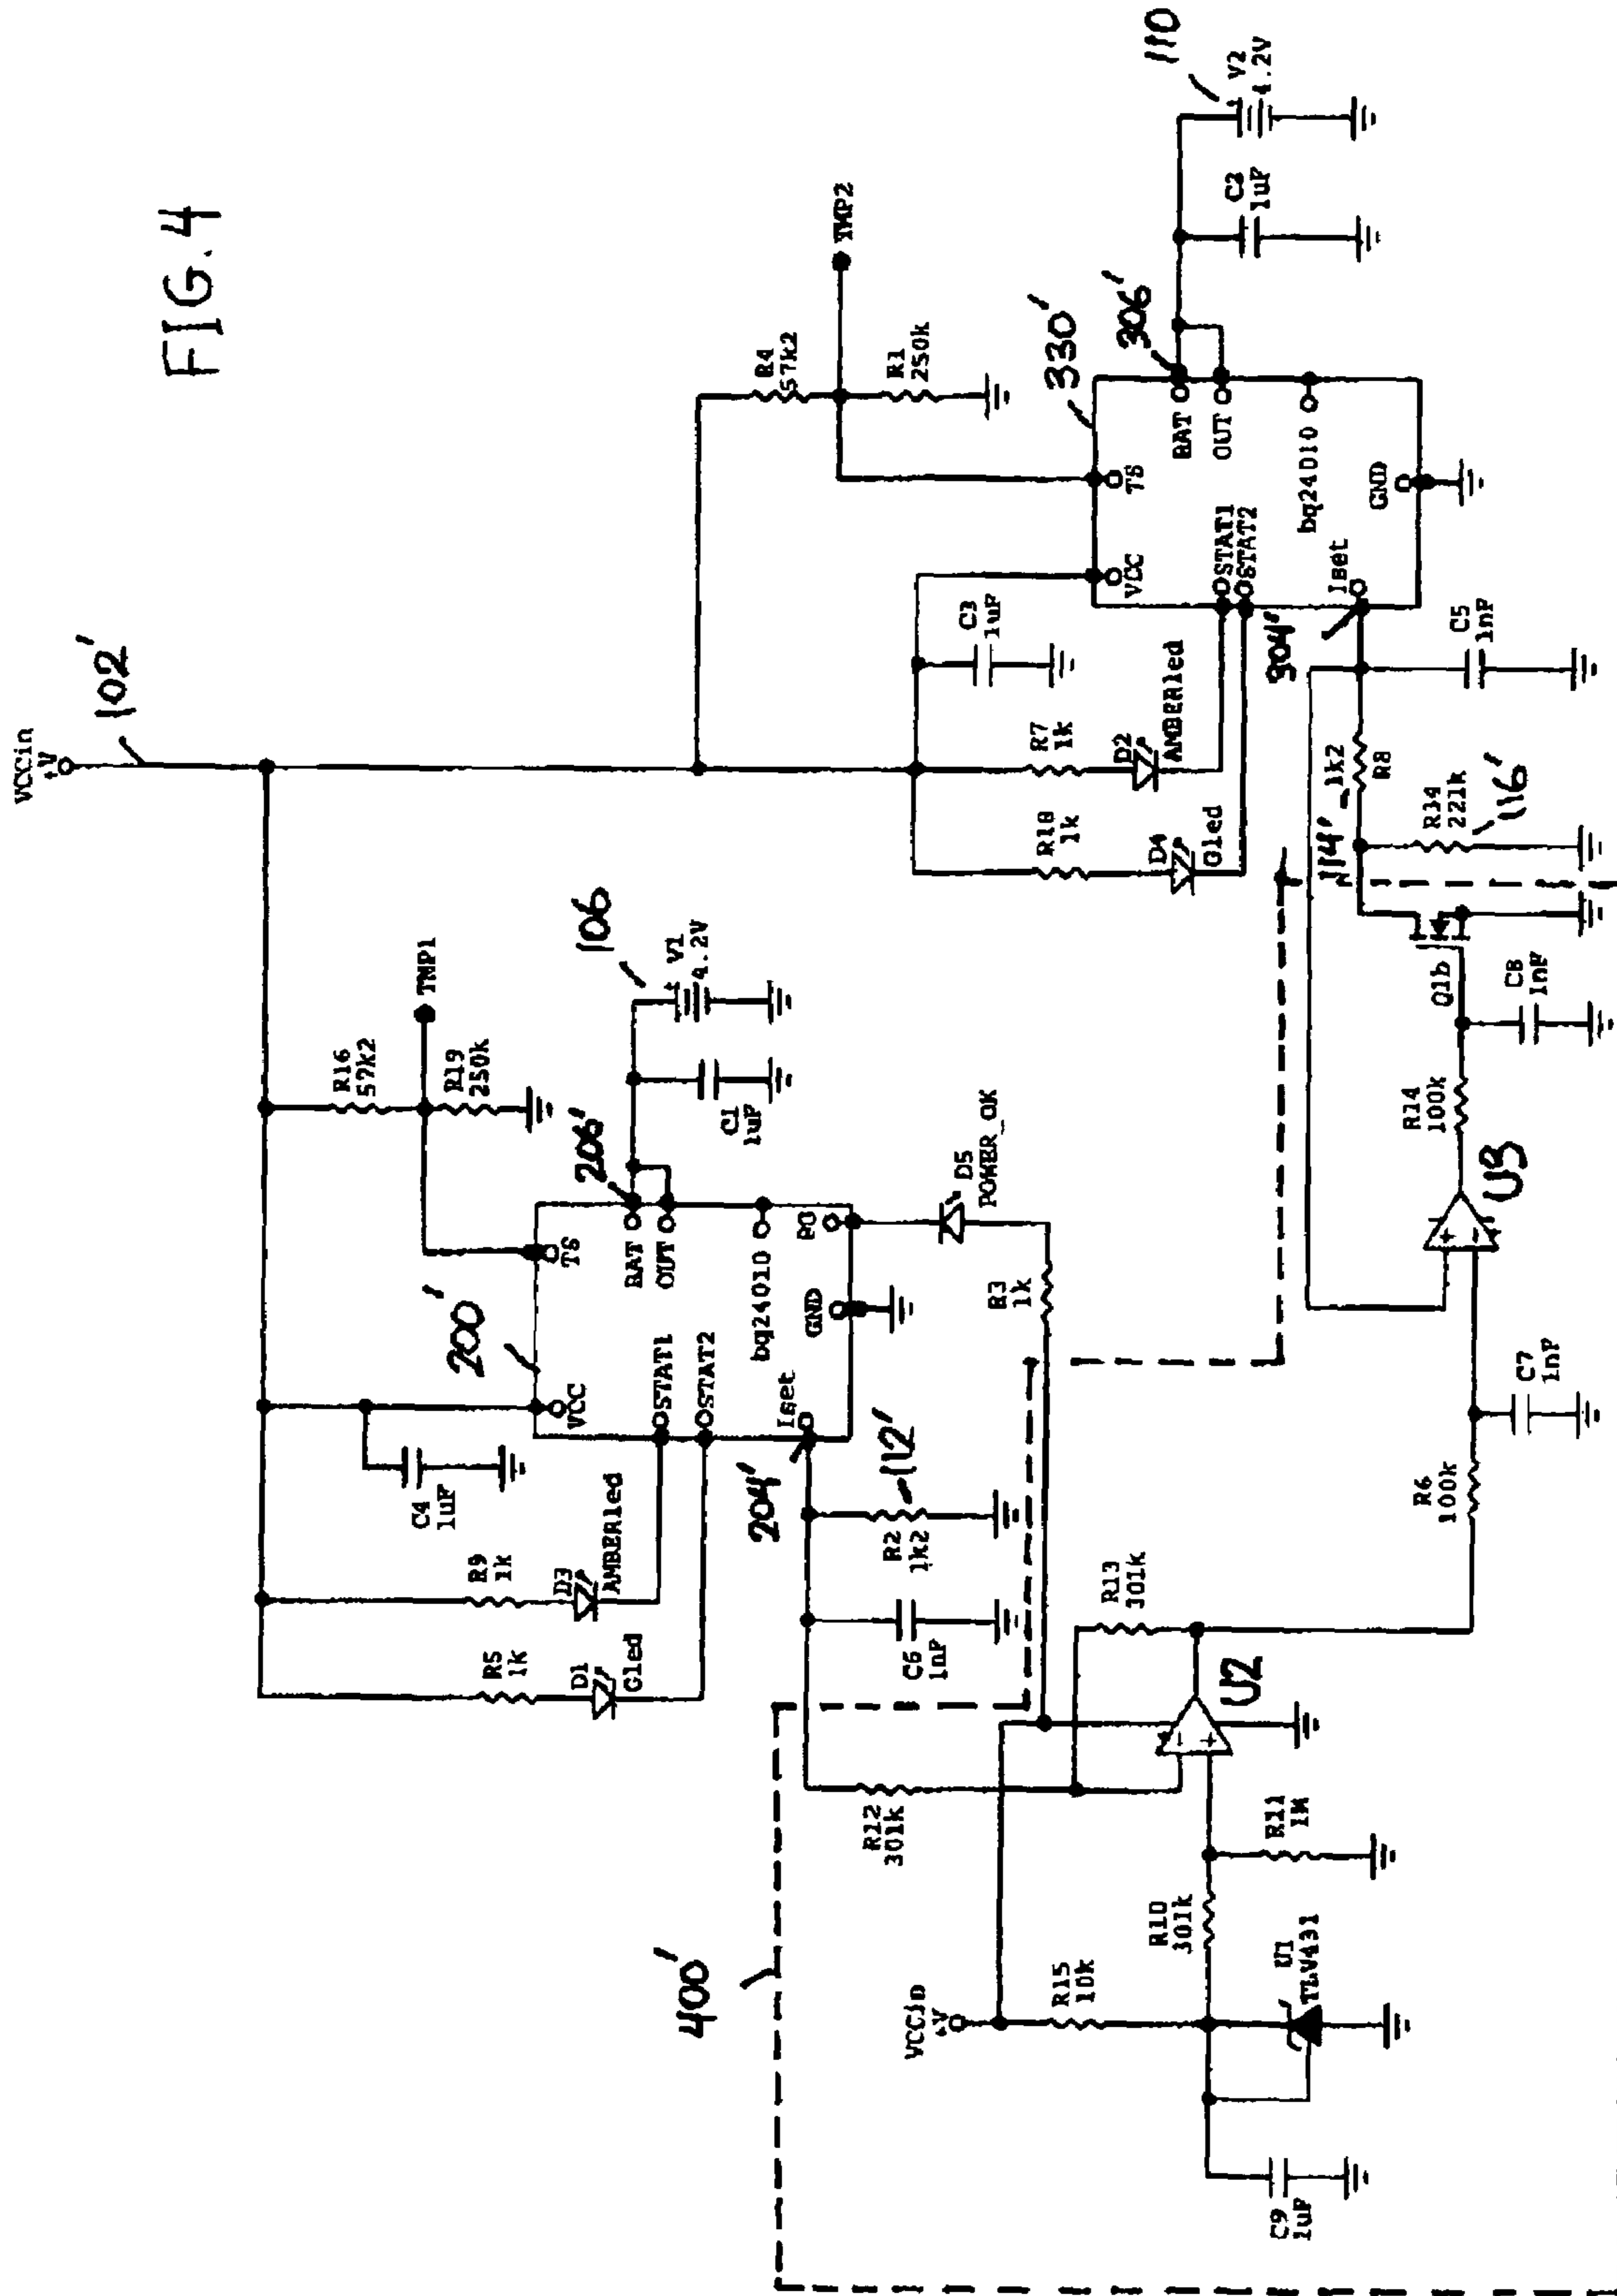 FIG. 4
VCCin
+V
102'
R5
1k
D1
Gled
R9
1k
D3
AMBERled
C4
1uF
200'
VCC
TS
STAT1
STAT2
BAT
OUT
bq24010
Iset
GND
PG
204'
206'
R16
57k2
R19
250k
TMP1
106
V1
4.2V
C1
1uF
C6
1nF
R2
1k2
112'
D5
POWER_OK
R3
1k
R18
1k
D4
Gled
R7
1k
D2
AMBERled
C3
1uF
R4
57k2
R1
250k
TMP2
330'
VCC
TS
STAT1
STAT2
BAT
OUT
bq24010
Iset
GND
304'
306'
C2
1uF
110
V2
4.2V
400'
VCCin
+V
R15
10k
C9
1uF
U1
TLV431
R10
301k
R11
1M
R12
301k
R13
301k
U2
R6
100k
C7
1nF
U3
R14
100k
C8
1nF
Q1b
114'
1k2
R8
R34
221k
116'
C5
1nF